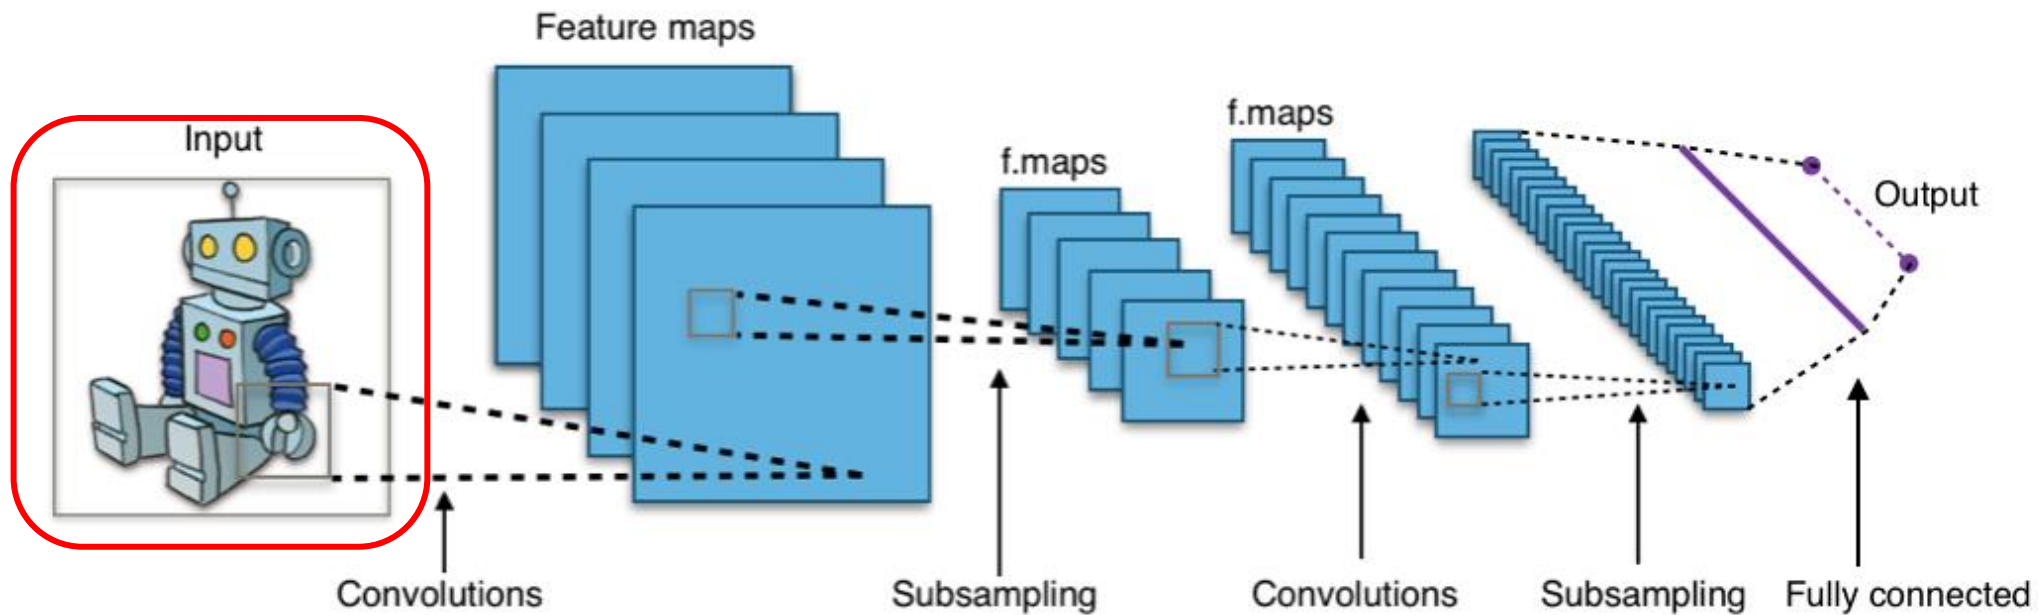 Feature maps
Input
f.maps
f.maps
Output
Convolutions
Subsampling
Convolutions
Subsampling
Fully connected